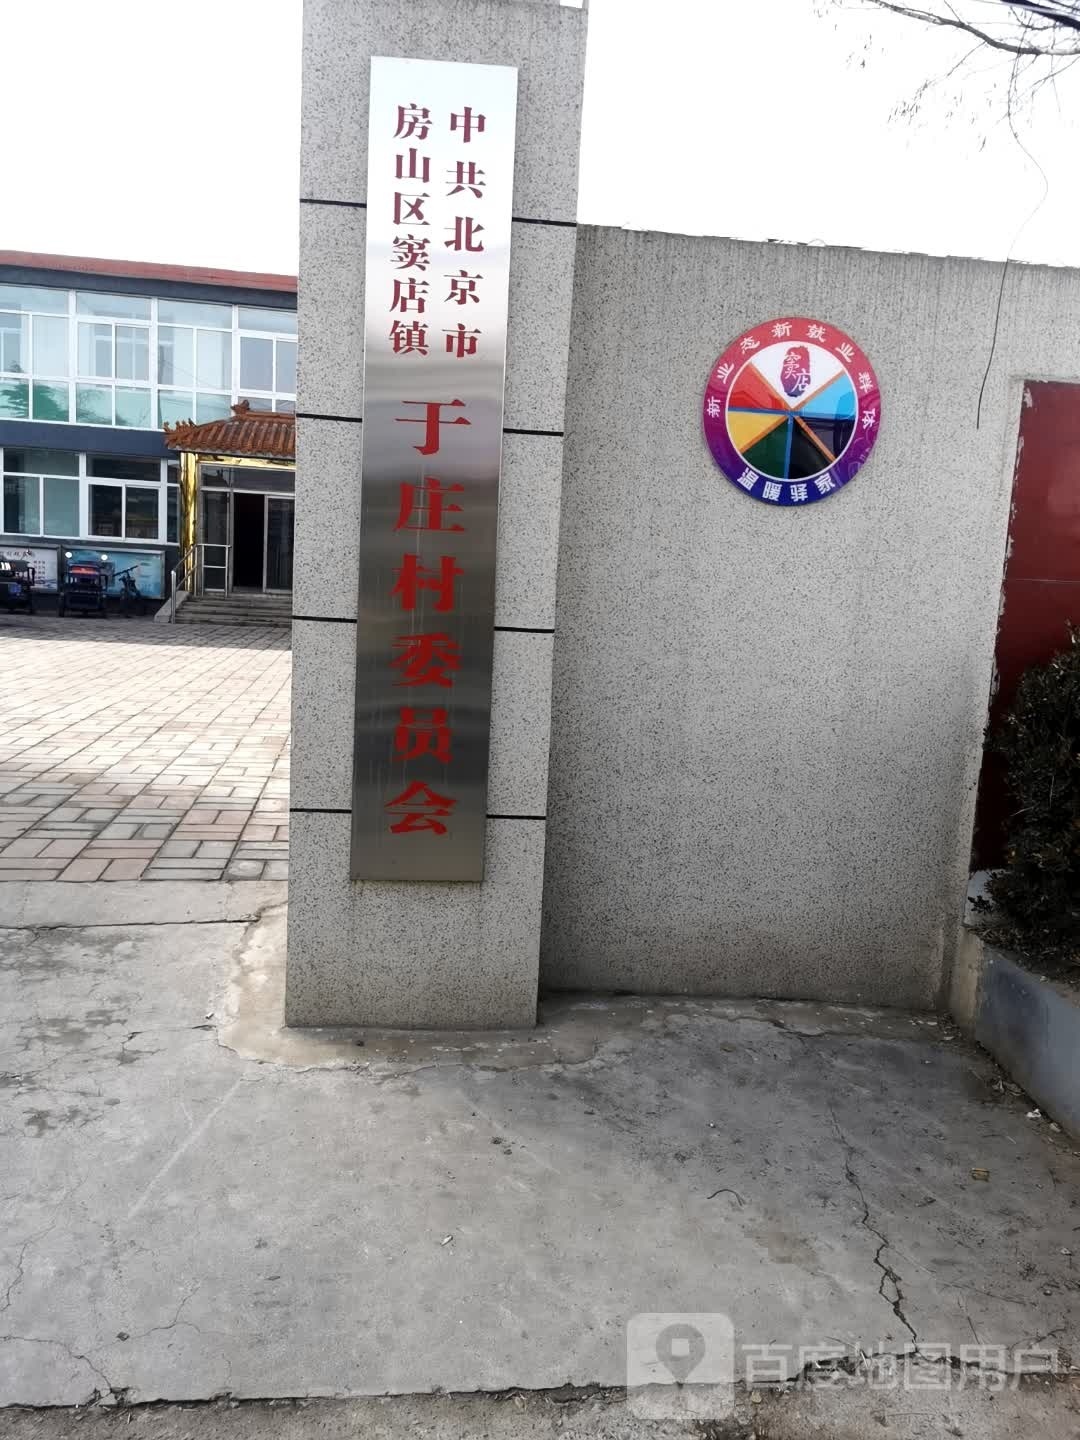 中共北京市
房山区窦店镇
于庄村委员会
新业态新就业群体
窦店
温暖驿家
百度地图用户